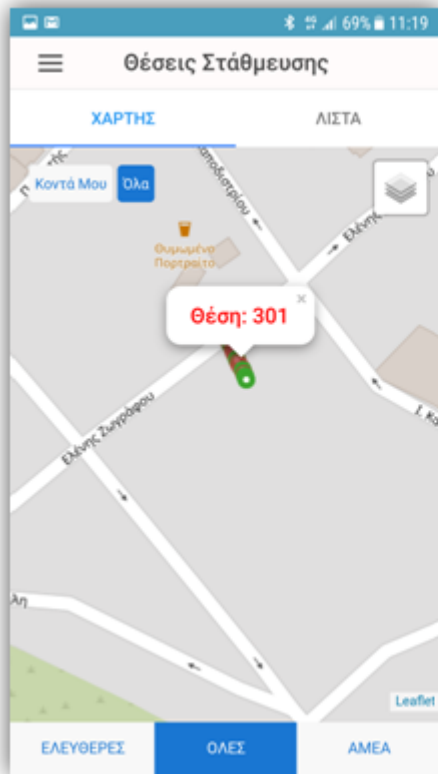 69% 11:19
Θέσεις Στάθμευσης
ΧΑΡΤΗΣ
ΛΙΣΤΑ
Κοντά Μου
Όλα
Θυμωμένο
Πορτραίτο
Θέση: 301
×
Ελένης Ζωγράφου
Leaflet
ΕΛΕΥΘΕΡΕΣ
ΟΛΕΣ
ΑΜΕΑ